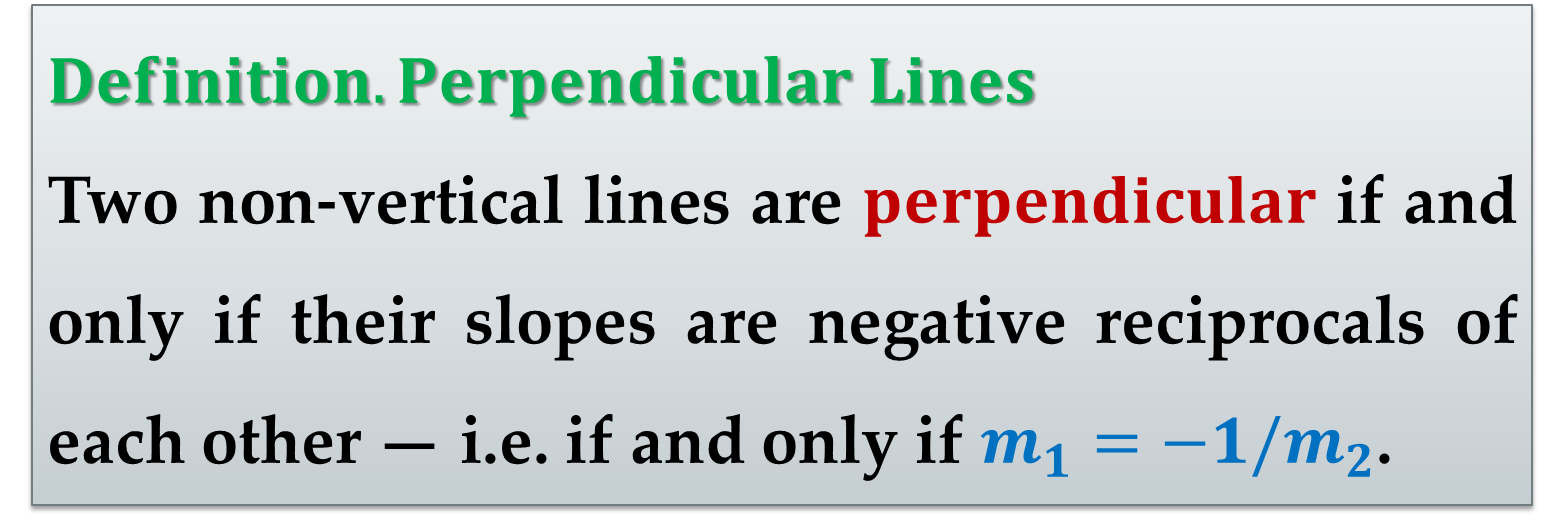 Definition. Perpendicular Lines
Two non-vertical lines are perpendicular if and
only if their slopes are negative reciprocals of
each other — i.e. if and only if m₁ = −1/m₂.